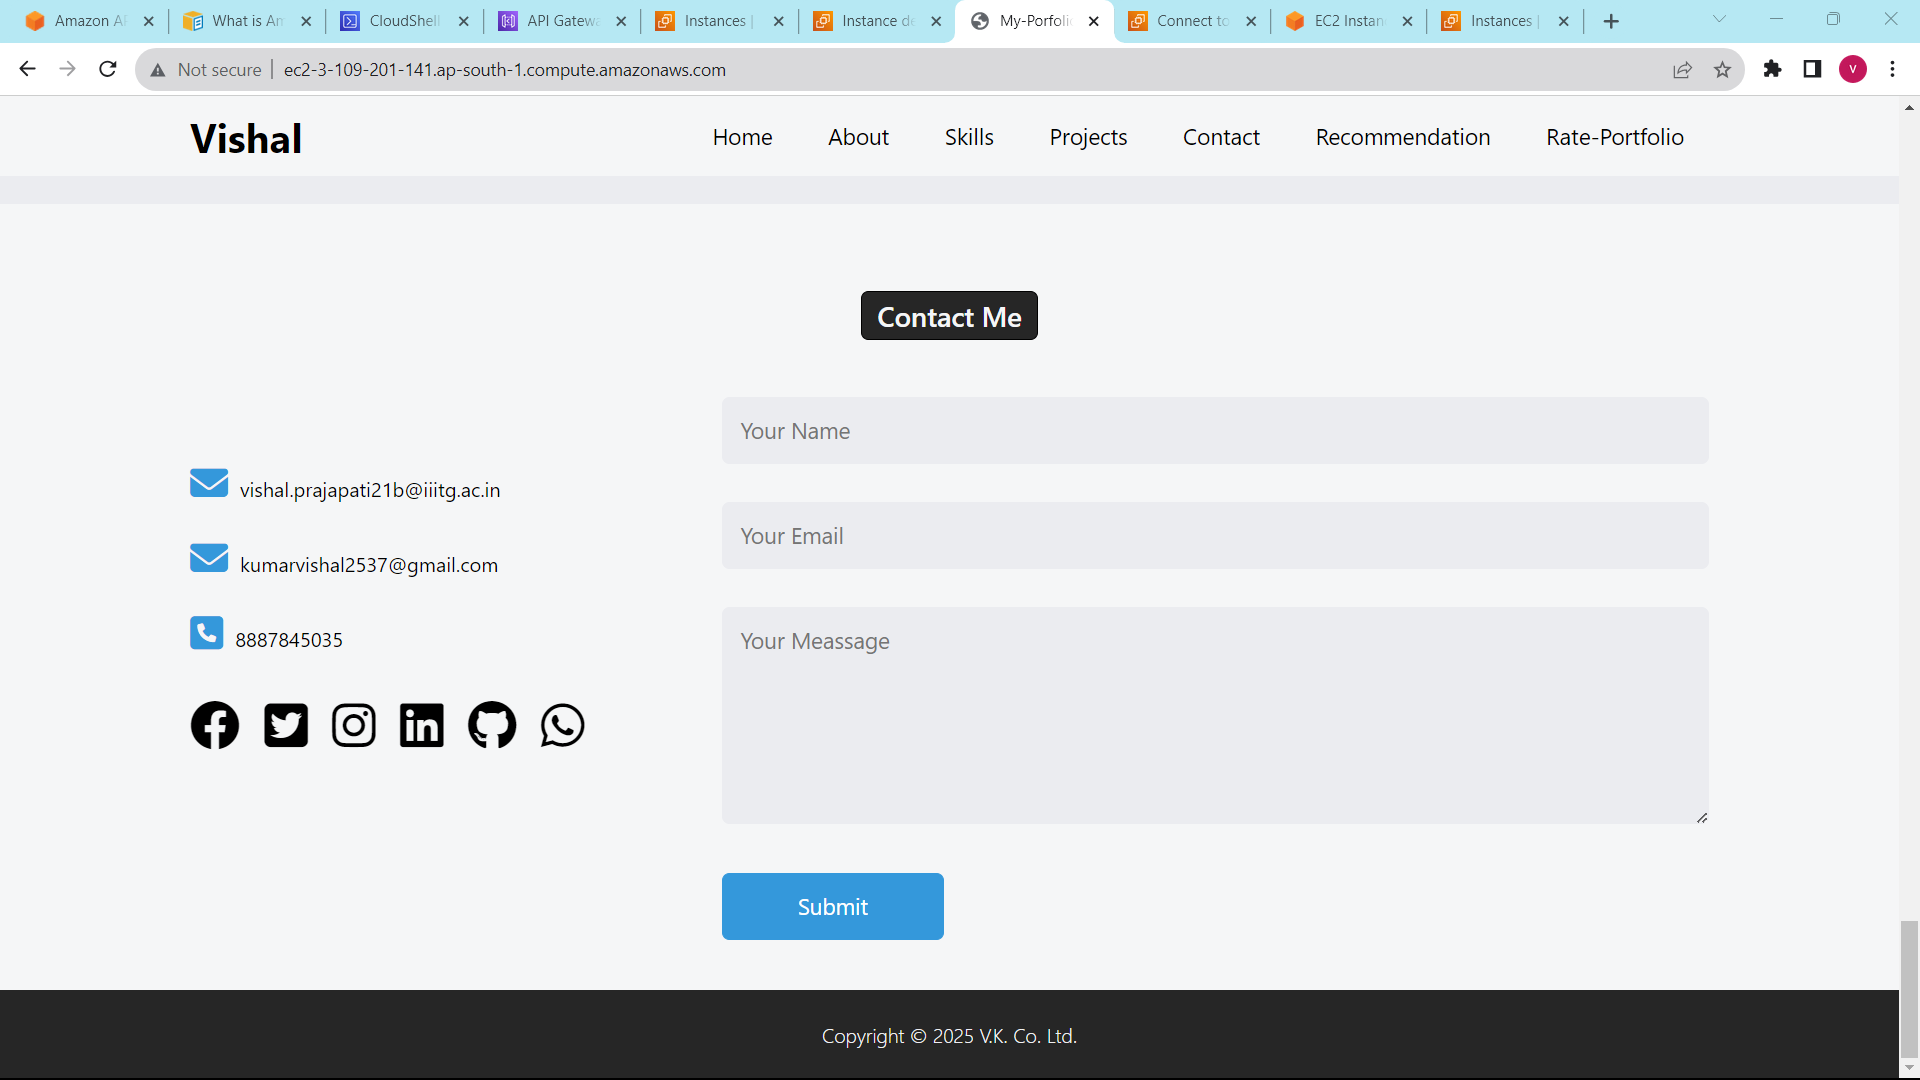 Amazon AP
What is Am
CloudShell
API Gatewa
Instances |
Instance de
My-Porfolio
Connect to
EC2 Instan
Instances |
Not secure
ec2-3-109-201-141.ap-south-1.compute.amazonaws.com
V
Vishal
Home
About
Skills
Projects
Contact
Recommendation
Rate-Portfolio
Contact Me
vishal.prajapati21b@iiitg.ac.in
kumarvishal2537@gmail.com
8887845035
Your Name
Your Email
Your Meassage
Submit
Copyright © 2025 V.K. Co. Ltd.